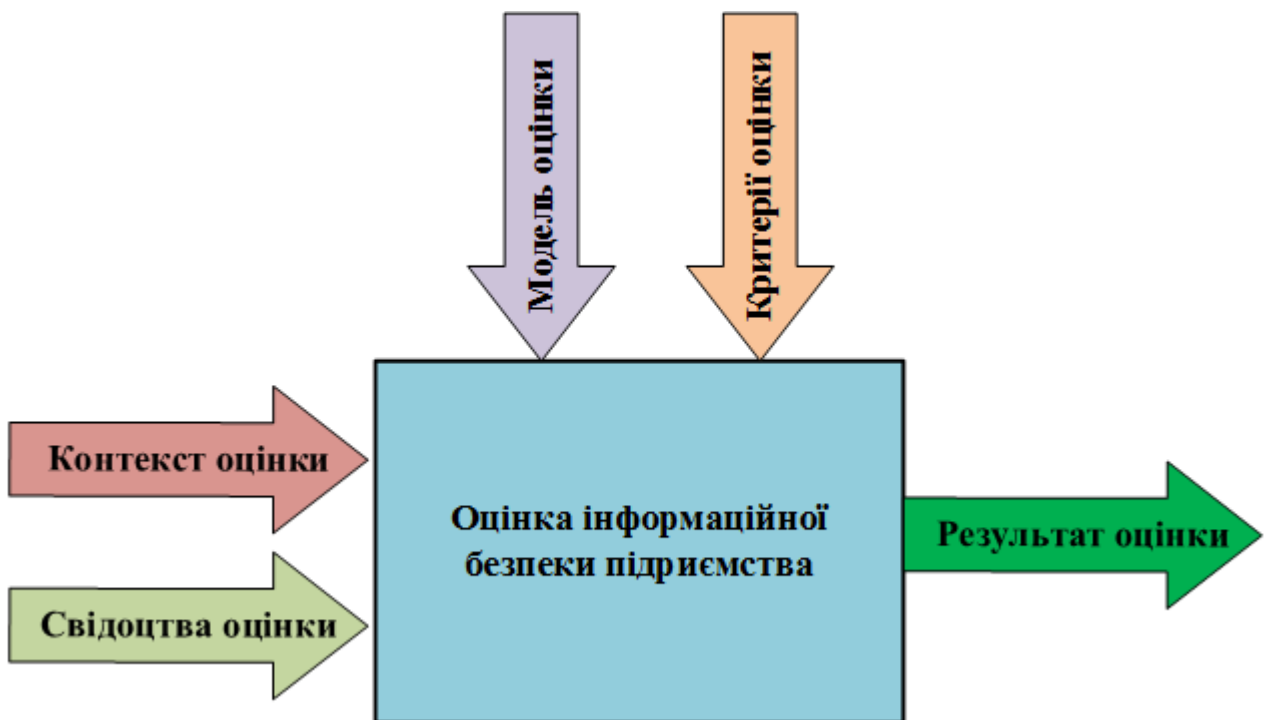 Модель оцінки
Критерії оцінки
Контекст оцінки
Свідоцтва оцінки
Оцінка інформаційної
безпеки підриємства
Результат оцінки